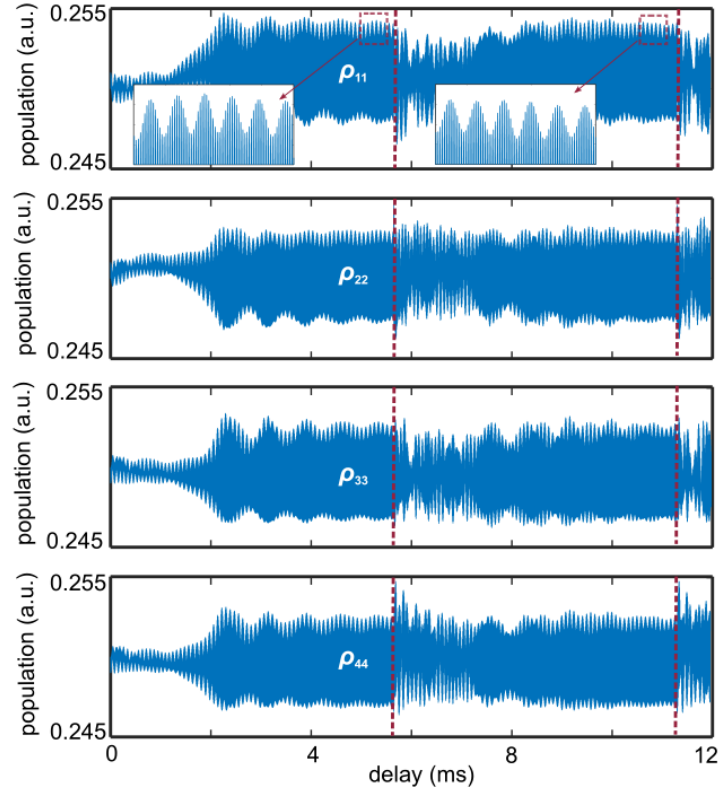 0.255
population (a.u.)
ρ11
0.245
0.255
population (a.u.)
ρ22
0.245
0.255
population (a.u.)
ρ33
0.245
0.255
population (a.u.)
ρ44
0.245
0 4 8 12
delay (ms)